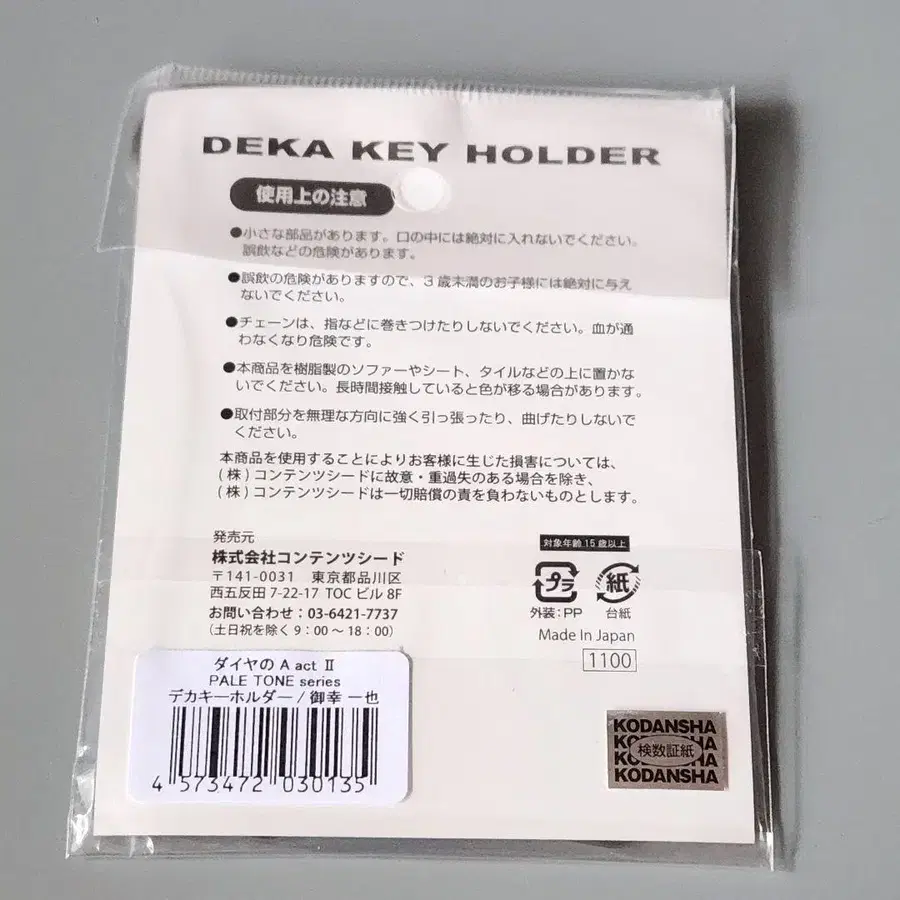 DEKA KEY HOLDER
使用上の注意
●小さな部品があります。口の中には絶対に入れないでください。
誤飲などの危険があります。
●誤飲の危険がありますので、3歳未満のお子様には絶対に与え
ないでください。
●チェーンは、指などに巻きつけたりしないでください。血が通
わなくなり危険です。
●本商品を樹脂製のソファーやシート、タイルなどの上に置かな
いでください。長時間接触していると色が移る場合があります。
●取付部分を無理な方向に強く引っ張ったり、曲げたりしないで
ください。
本商品を使用することによりお客様に生じた損害については、
(株)コンテンツシードに故意・重過失のある場合を除き、
(株)コンテンツシードは一切賠償の責を負わないものとします。
発売元
株式会社コンテンツシード
〒141-0031 東京都品川区
西五反田 7-22-17 TOC ビル 8F
お問い合わせ：03-6421-7737
(土日祝を除く 9：00～18：00)
対象年齢 15歳以上
プラ
紙
外装：PP
台紙
Made In Japan
1100
ダイヤの A act Ⅱ
PALE TONE series
デカキーホルダー / 御幸 一也
4 573472 030135
KODANSHA
KODANSHA
検数証紙
KODANSHA
KODANSHA